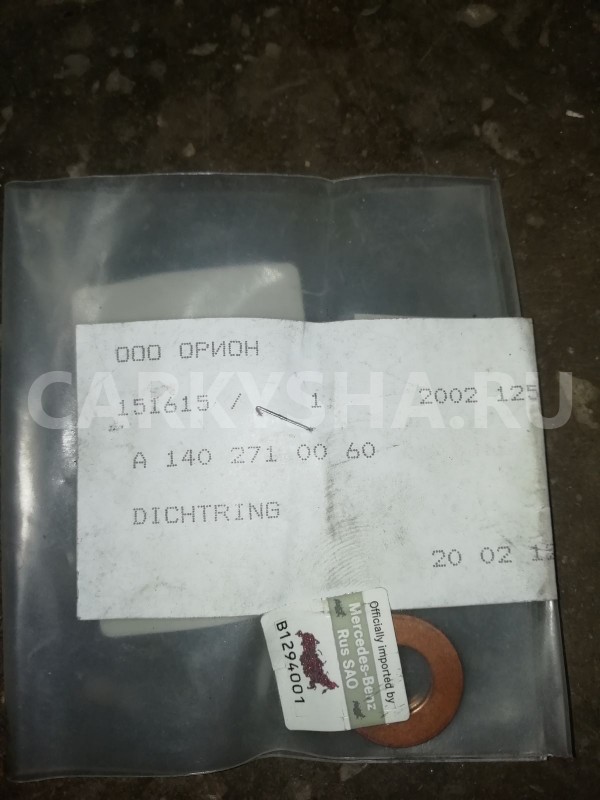 ООО ОРИОН
CARKYSHA.RU
151615 / 1 2002 125
A 140 271 00 60
DICHTRING
20 02 12
Officially imported by
Mercedes-Benz
Rus SAO
B1294001